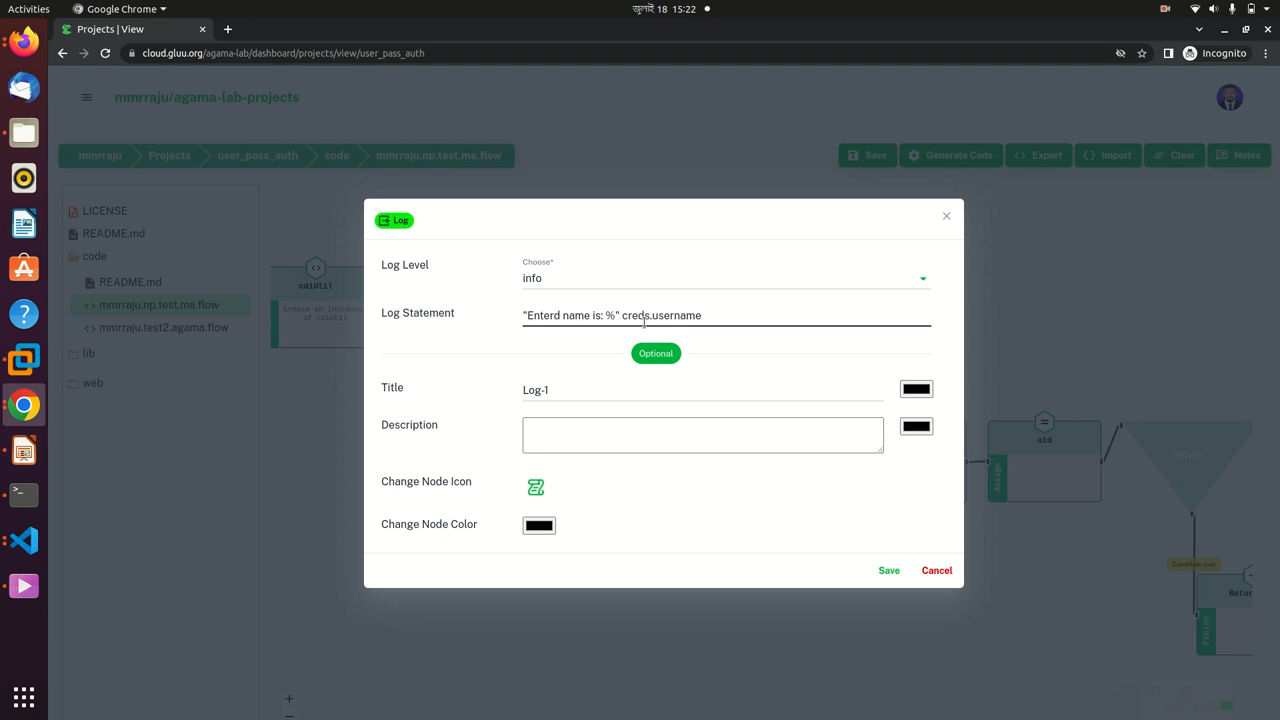 Activities
Google Chrome
জুলাই 18 15:22
Projects | View
cloud.gluu.org/agama-lab/dashboard/projects/view/user_pass_auth
Incognito
mmrraju/agama-lab-projects
mmrraju
Projects
user_pass_auth
code
mmrraju.np.test.me.flow
Save
Generate Code
Export
Import
Clear
Notes
LICENSE
README.md
code
README.md
mmrraju.np.test.me.flow
mmrraju.test2.agama.flow
lib
web
cdiUtil
Create an instance
of cdiUtil
Log
Log Level
Choose*
info
Log Statement
"Enterd name is: %" creds.username
Optional
Title
Log-1
Description
Change Node Icon
Change Node Color
Save
Cancel
uid
Assign
When
Condition met
Retur
Finish